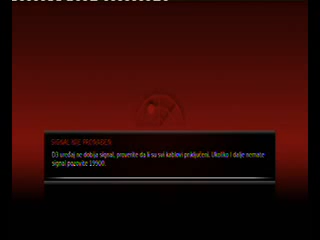 SIGNAL NIJE PRONAĐEN
D3 uređaj ne dobija signal, proverite da li su svi kablovi priključeni. Ukoliko i dalje nemate
signal pozovite 19900.